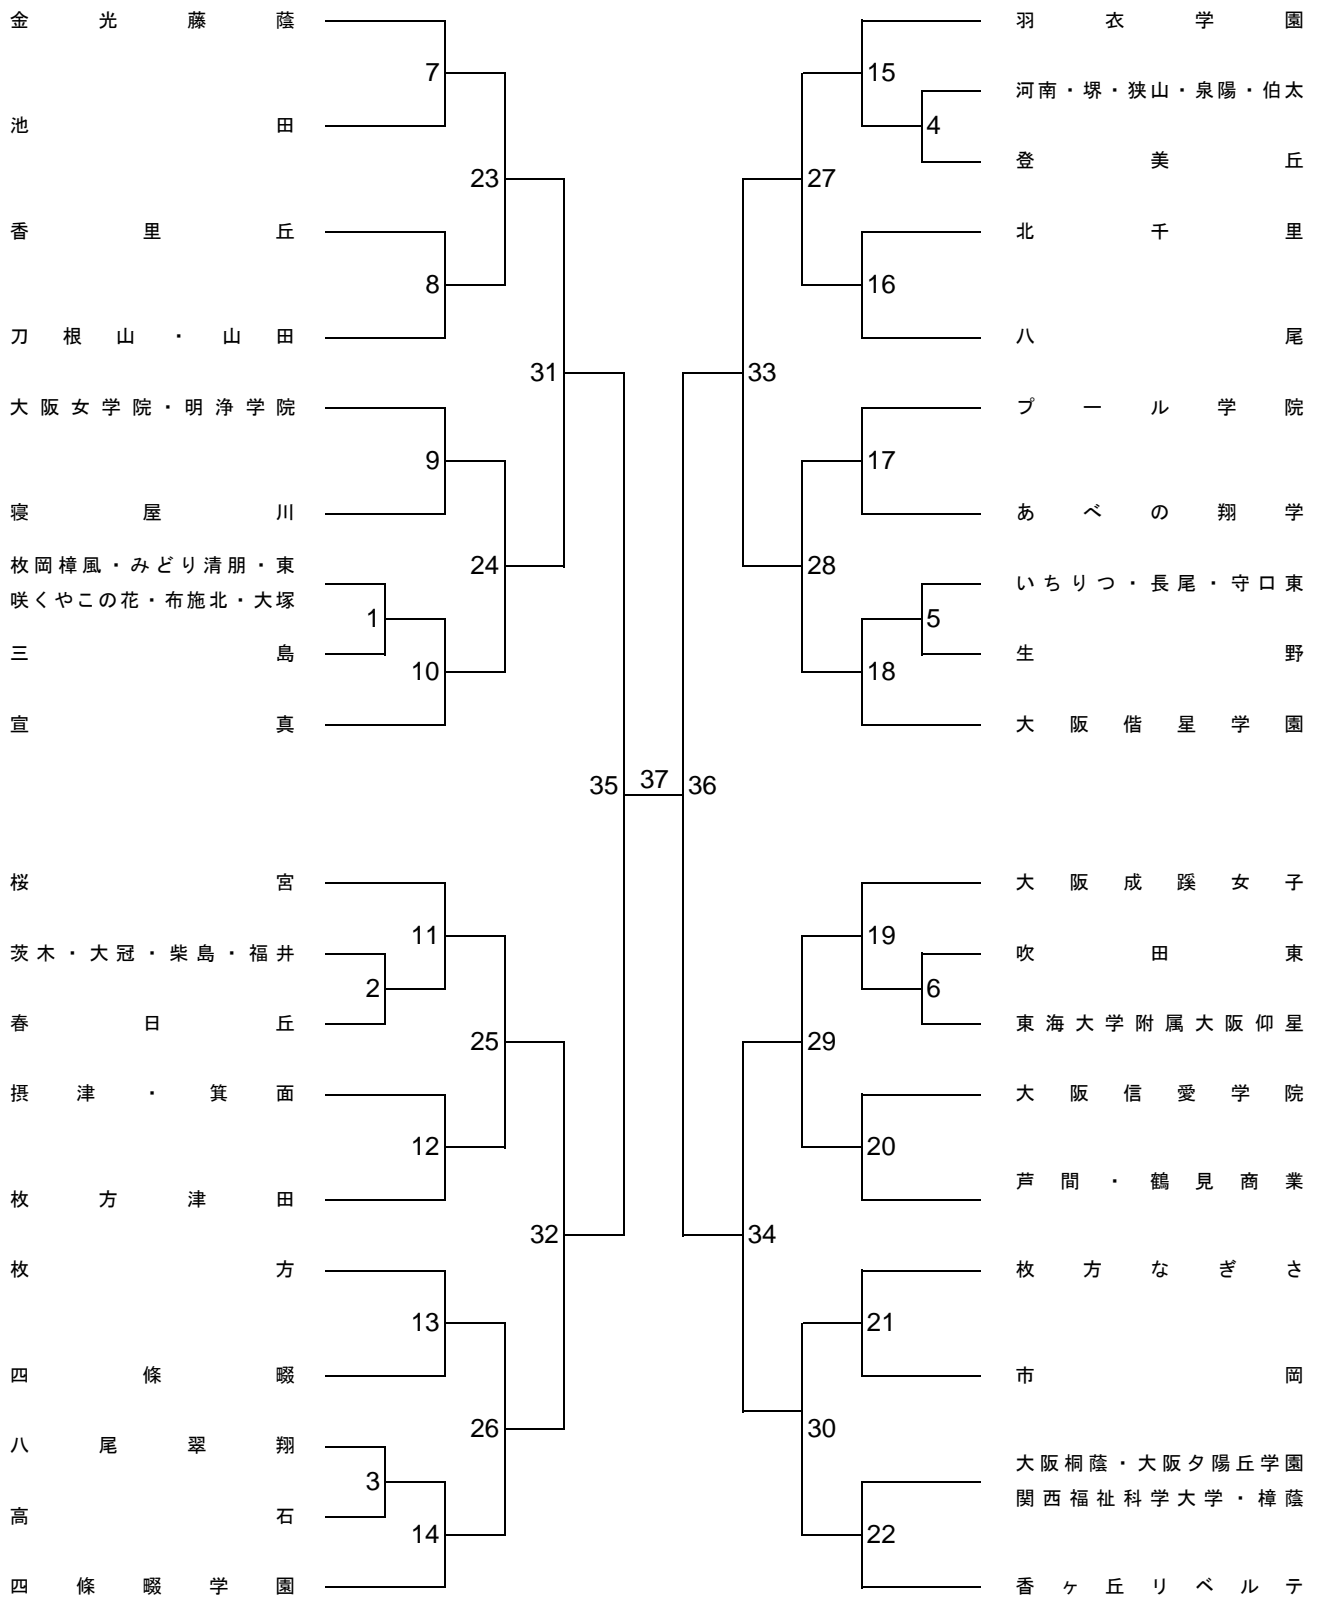 金光藤蔭
7
池田
23
香里丘
8
刀根山・山田
31
大阪女学院・明浄学院
9
寝屋川
24
枚岡樟風・みどり清朋・東
咲くやこの花・布施北・大塚
1
三島
10
宣真
35
37
36
桜宮
11
茨木・大冠・柴島・福井
2
春日丘
25
摂津・箕面
12
枚方津田
32
枚方
13
四條畷
26
八尾翠翔
3
高石
14
四條畷学園
羽衣学園
15
河南・堺・狭山・泉陽・伯太
4
登美丘
27
北千里
16
八尾
33
プール学院
17
あべの翔学
28
いちりつ・長尾・守口東
5
生野
18
大阪偕星学園
大阪成蹊女子
19
吹田東
6
東海大学附属大阪仰星
29
大阪信愛学院
20
芦間・鶴見商業
34
枚方なぎさ
21
市岡
30
大阪桐蔭・大阪夕陽丘学園
関西福祉科学大学・樟蔭
22
香ヶ丘リベルテ